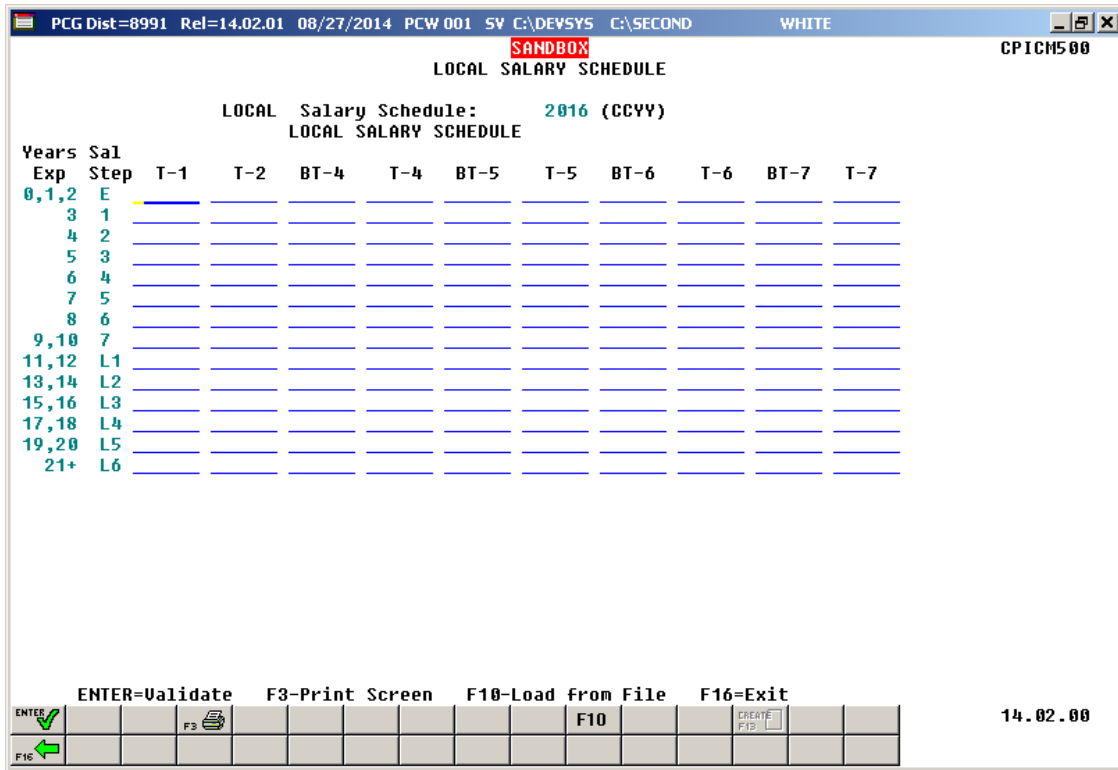 PCG Dist=8991 Rel=14.02.01 08/27/2014 PCW 001 SV C:\DEVSYS C:\SECOND WHITE
SANDBOX CPICM500
LOCAL SALARY SCHEDULE
LOCAL Salary Schedule: 2016 (CCYY)
LOCAL SALARY SCHEDULE
Years Sal
Exp Step T-1 T-2 BT-4 T-4 BT-5 T-5 BT-6 T-6 BT-7 T-7
0,1,2 E
3 1
4 2
5 3
6 4
7 5
8 6
9,10 7
11,12 L1
13,14 L2
15,16 L3
17,18 L4
19,20 L5
21+ L6
ENTER=Validate F3-Print Screen F10-Load from File F16=Exit
ENTER F3 F10 CREATE F13 14.02.00
F16